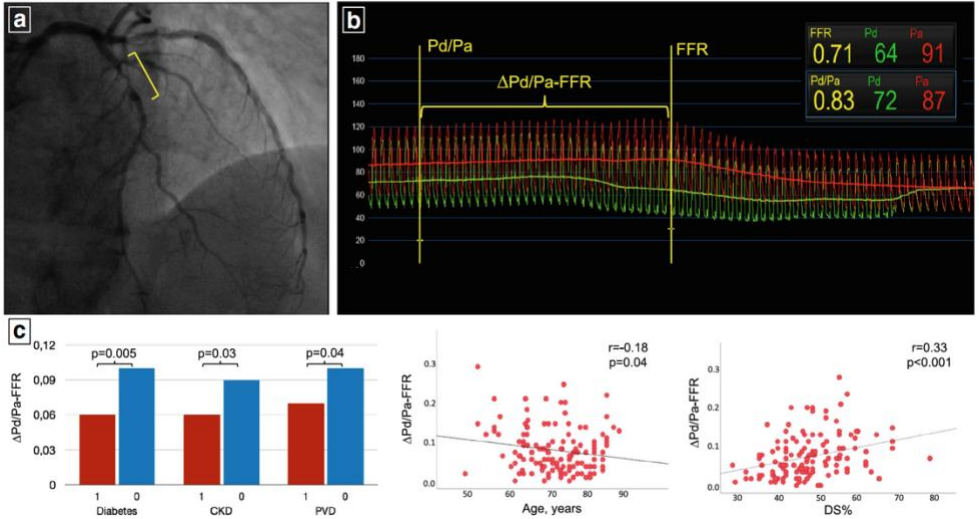 a
b
Pd/Pa
FFR
ΔPd/Pa-FFR
FFR Pd Pa
0.71 64 91
Pd/Pa Pd Pa
0.83 72 87
180
160
140
120
100
80
60
40
20
0
c
0,12
0,09
0,06
0,03
0
ΔPd/Pa-FFR
p=0.005 p=0.03 p=0.04
1 0 1 0 1 0
Diabetes CKD PVD
r=-0.18
p=0.04
0.3
0.2
0.1
0.0
ΔPd/Pa-FFR
50 60 70 80 90
Age, years
r=0.33
p<0.001
0.3
0.2
0.1
0.0
ΔPd/Pa-FFR
30 40 50 60 70 80
DS%